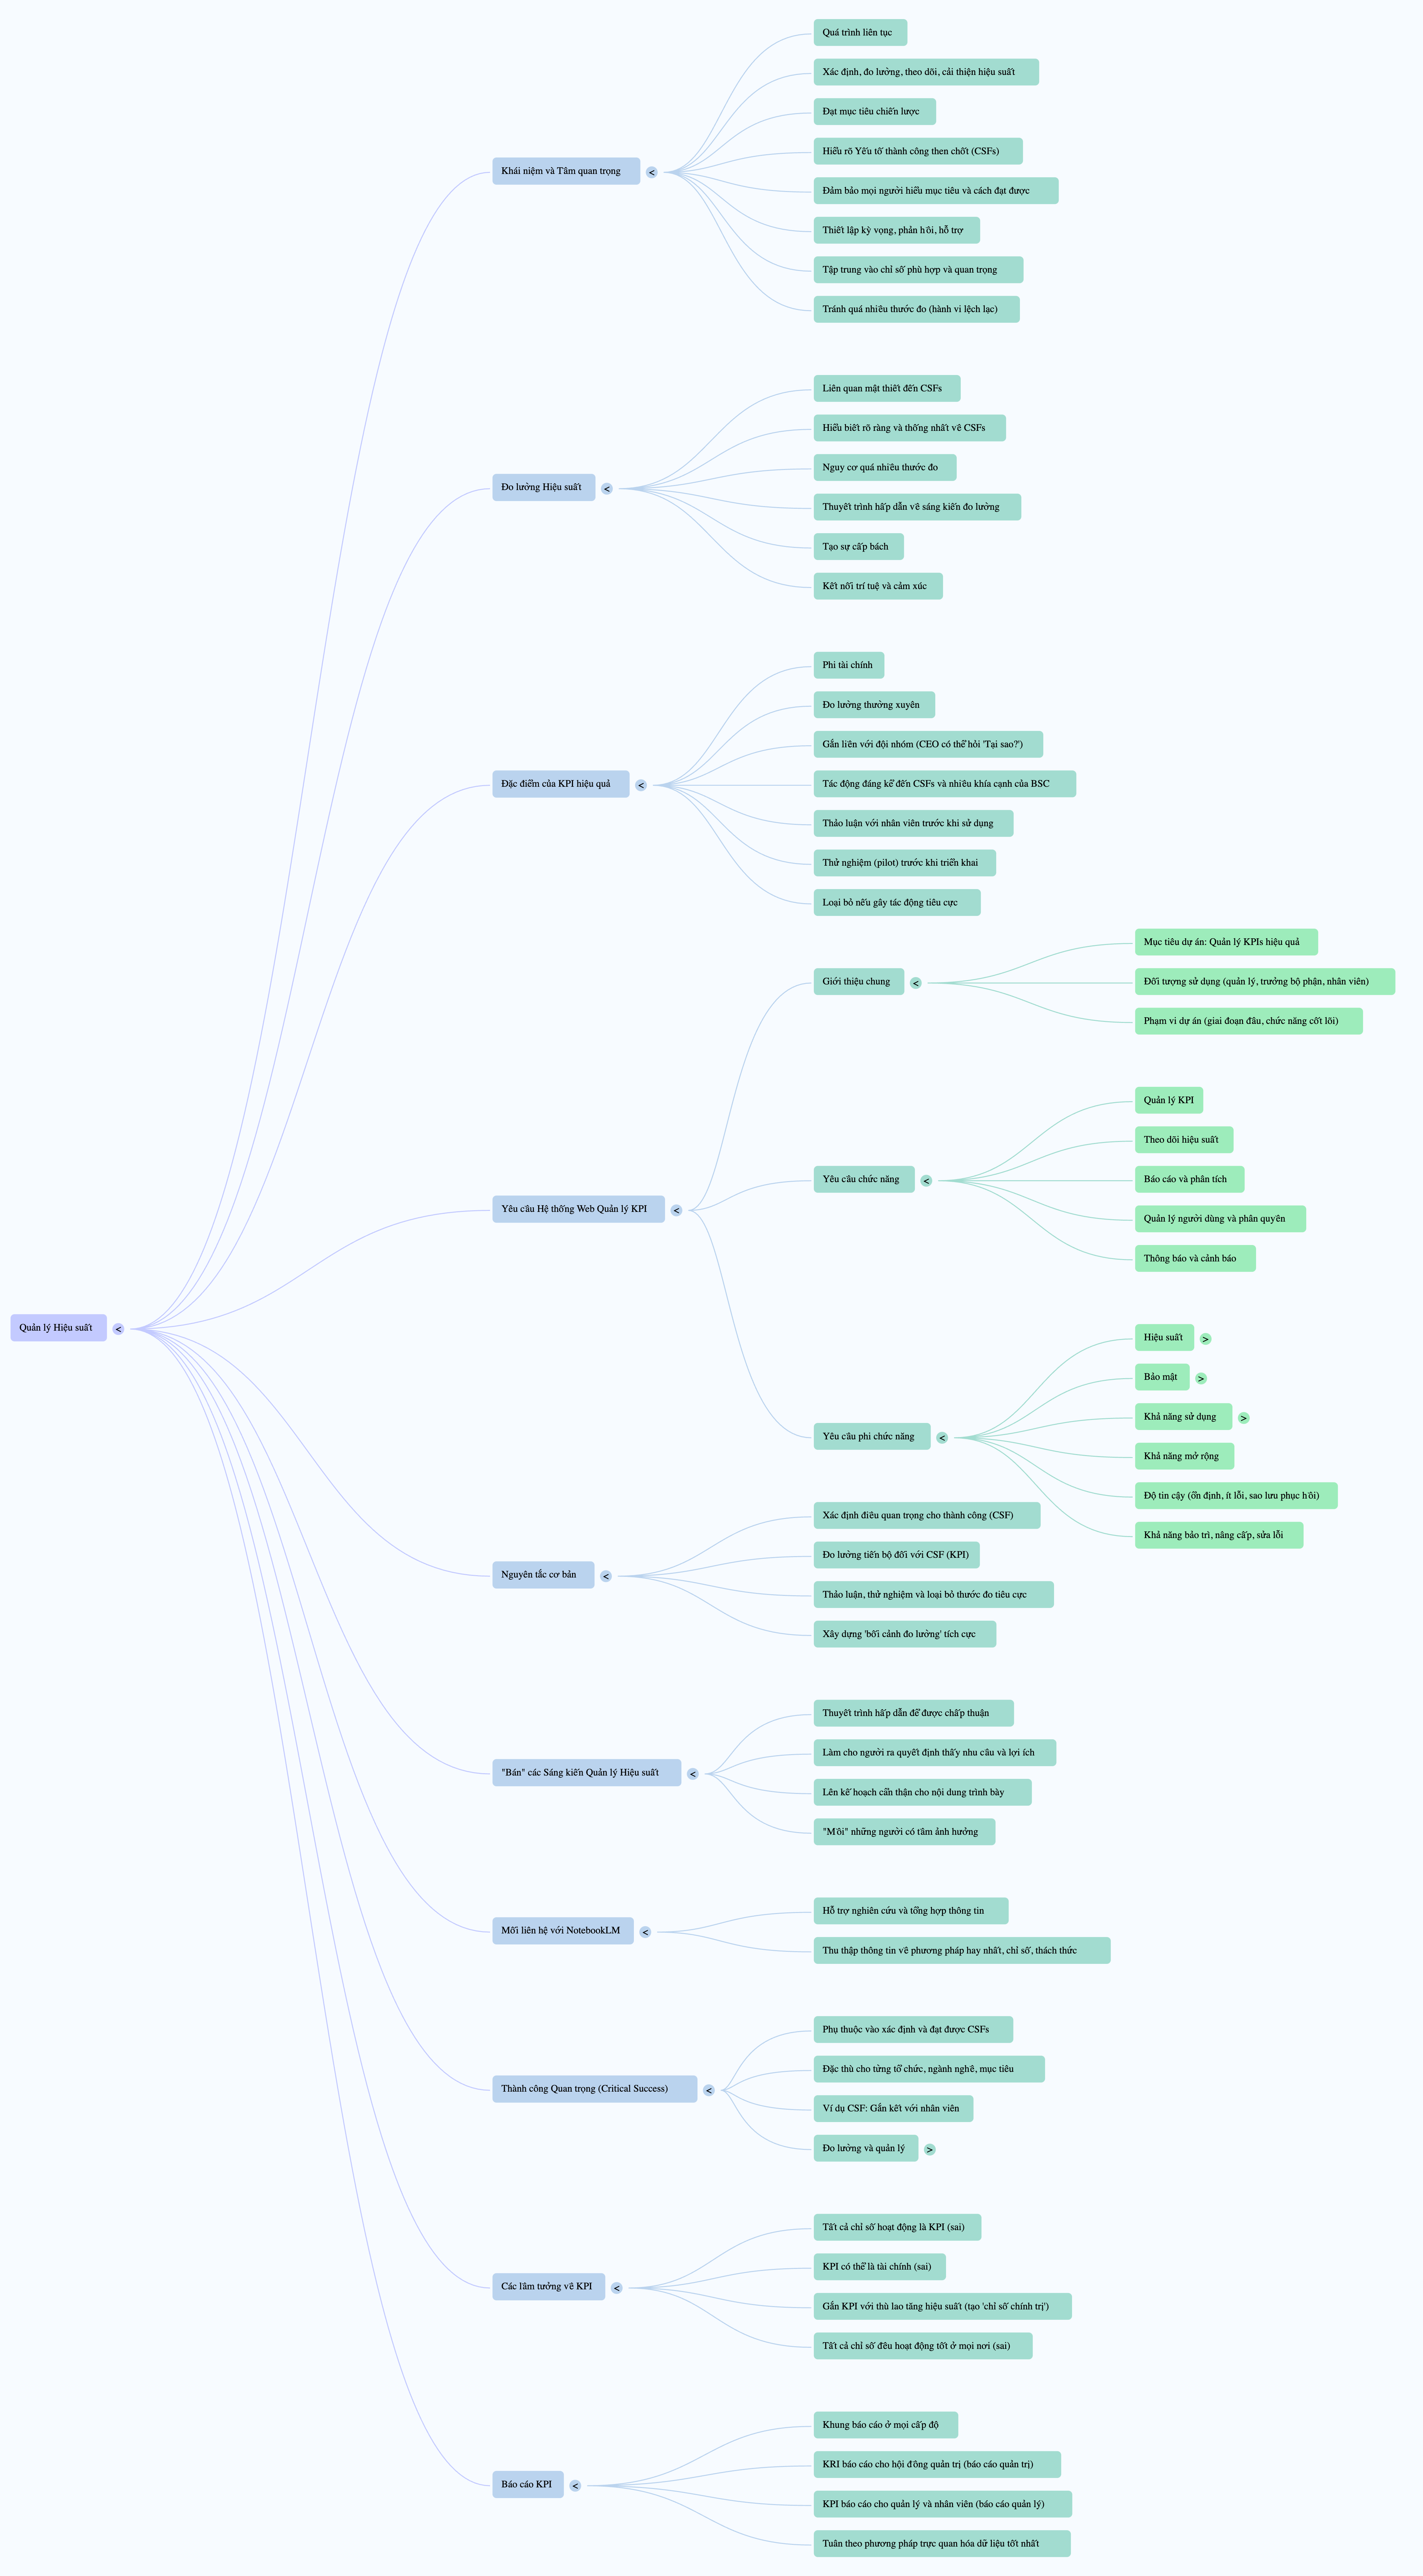 Quản lý Hiệu suất
Khái niệm và Tầm quan trọng
Quá trình liên tục
Xác định, đo lường, theo dõi, cải thiện hiệu suất
Đạt mục tiêu chiến lược
Hiểu rõ Yếu tố thành công then chốt (CSFs)
Đảm bảo mọi người hiểu mục tiêu và cách đạt được
Thiết lập kỳ vọng, phản hồi, hỗ trợ
Tập trung vào chỉ số phù hợp và quan trọng
Tránh quá nhiều thước đo (hành vi lệch lạc)
Đo lường Hiệu suất
Liên quan mật thiết đến CSFs
Hiểu biết rõ ràng và thống nhất về CSFs
Nguy cơ quá nhiều thước đo
Thuyết trình hấp dẫn về sáng kiến đo lường
Tạo sự cấp bách
Kết nối trí tuệ và cảm xúc
Đặc điểm của KPI hiệu quả
Phi tài chính
Đo lường thường xuyên
Gắn liền với đội nhóm (CEO có thể hỏi 'Tại sao?')
Tác động đáng kể đến CSFs và nhiều khía cạnh của BSC
Thảo luận với nhân viên trước khi sử dụng
Thử nghiệm (pilot) trước khi triển khai
Loại bỏ nếu gây tác động tiêu cực
Yêu cầu Hệ thống Web Quản lý KPI
Giới thiệu chung
Mục tiêu dự án: Quản lý KPIs hiệu quả
Đối tượng sử dụng (quản lý, trưởng bộ phận, nhân viên)
Phạm vi dự án (giai đoạn đầu, chức năng cốt lõi)
Yêu cầu chức năng
Quản lý KPI
Theo dõi hiệu suất
Báo cáo và phân tích
Quản lý người dùng và phân quyền
Thông báo và cảnh báo
Yêu cầu phi chức năng
Hiệu suất
Bảo mật
Khả năng sử dụng
Khả năng mở rộng
Độ tin cậy (ổn định, ít lỗi, sao lưu phục hồi)
Khả năng bảo trì, nâng cấp, sửa lỗi
Nguyên tắc cơ bản
Xác định điều quan trọng cho thành công (CSF)
Đo lường tiến bộ đối với CSF (KPI)
Thảo luận, thử nghiệm và loại bỏ thước đo tiêu cực
Xây dựng 'bối cảnh đo lường' tích cực
"Bán" các Sáng kiến Quản lý Hiệu suất
Thuyết trình hấp dẫn để được chấp thuận
Làm cho người ra quyết định thấy nhu cầu và lợi ích
Lên kế hoạch cẩn thận cho nội dung trình bày
"Mồi" những người có tầm ảnh hưởng
Mối liên hệ với NotebookLM
Hỗ trợ nghiên cứu và tổng hợp thông tin
Thu thập thông tin về phương pháp hay nhất, chỉ số, thách thức
Thành công Quan trọng (Critical Success)
Phụ thuộc vào xác định và đạt được CSFs
Đặc thù cho từng tổ chức, ngành nghề, mục tiêu
Ví dụ CSF: Gắn kết với nhân viên
Đo lường và quản lý
Các lầm tưởng về KPI
Tất cả chỉ số hoạt động là KPI (sai)
KPI có thể là tài chính (sai)
Gắn KPI với thù lao tăng hiệu suất (tạo 'chỉ số chính trị')
Tất cả chỉ số đều hoạt động tốt ở mọi nơi (sai)
Báo cáo KPI
Khung báo cáo ở mọi cấp độ
KRI báo cáo cho hội đồng quản trị (báo cáo quản trị)
KPI báo cáo cho quản lý và nhân viên (báo cáo quản lý)
Tuân theo phương pháp trực quan hóa dữ liệu tốt nhất